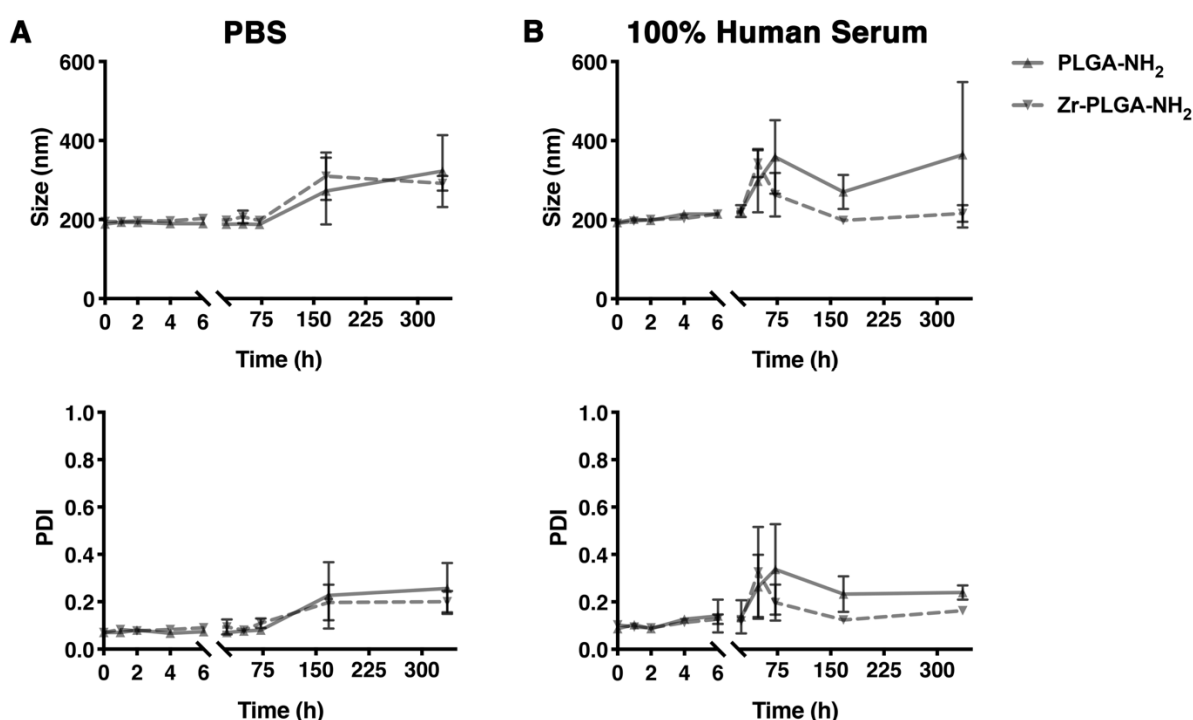 A
PBS
B
100% Human Serum
PLGA-NH₂
Zr-PLGA-NH₂
Size (nm)
600
400
200
0
0 2 4 6 75 150 225 300
Time (h)
Size (nm)
600
400
200
0
0 2 4 6 75 150 225 300
Time (h)
PDI
1.0
0.8
0.6
0.4
0.2
0.0
0 2 4 6 75 150 225 300
Time (h)
PDI
1.0
0.8
0.6
0.4
0.2
0.0
0 2 4 6 75 150 225 300
Time (h)